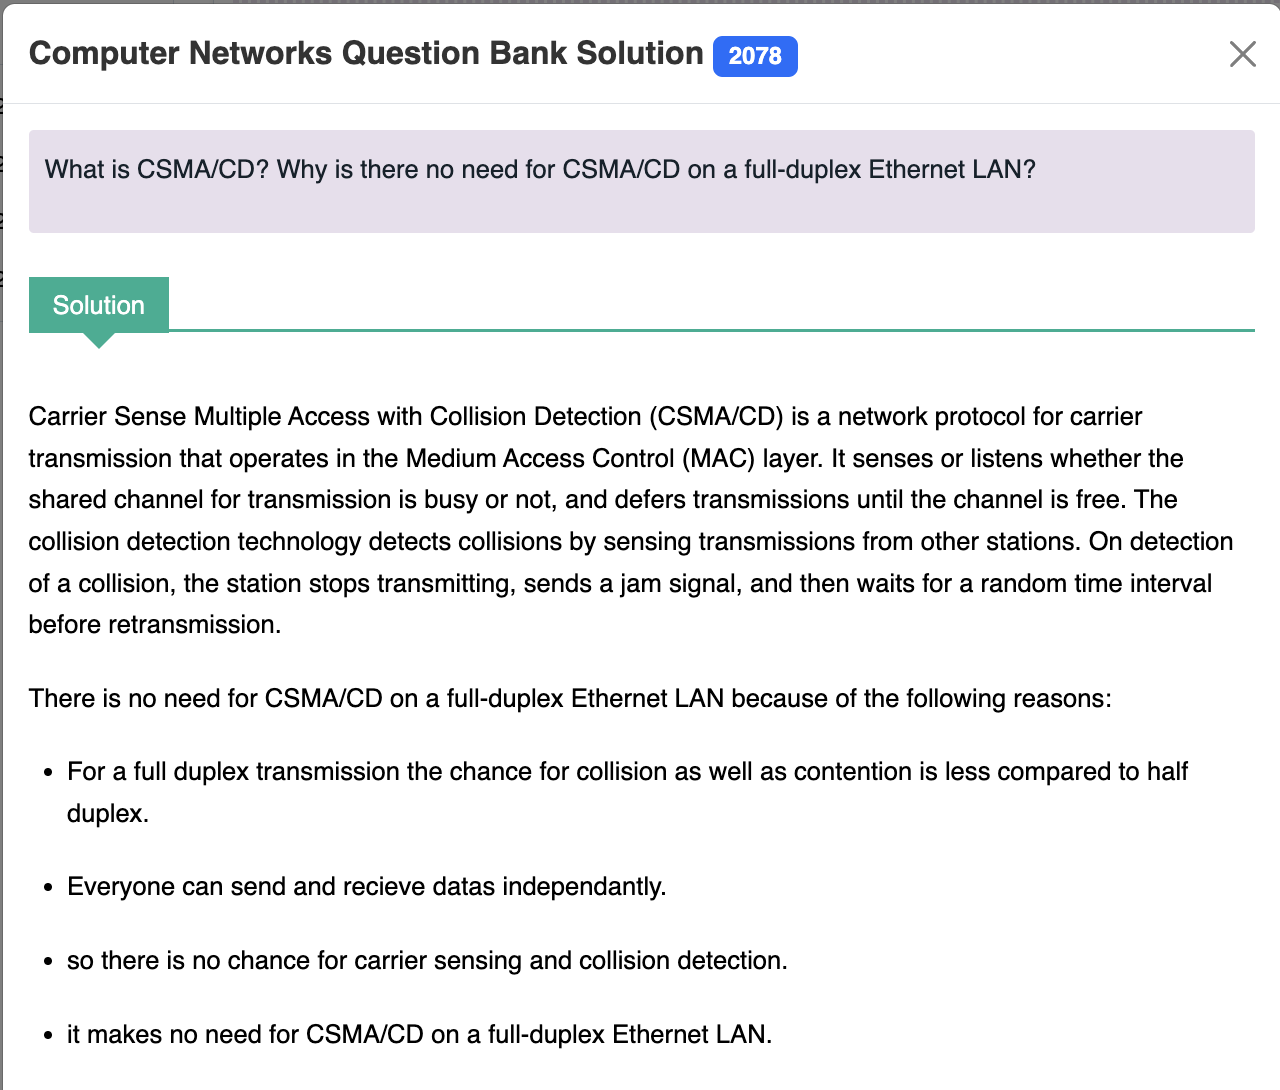 Computer Networks Question Bank Solution 2078
What is CSMA/CD? Why is there no need for CSMA/CD on a full-duplex Ethernet LAN?
Solution
Carrier Sense Multiple Access with Collision Detection (CSMA/CD) is a network protocol for carrier
transmission that operates in the Medium Access Control (MAC) layer. It senses or listens whether the
shared channel for transmission is busy or not, and defers transmissions until the channel is free. The
collision detection technology detects collisions by sensing transmissions from other stations. On detection
of a collision, the station stops transmitting, sends a jam signal, and then waits for a random time interval
before retransmission.
There is no need for CSMA/CD on a full-duplex Ethernet LAN because of the following reasons:
• For a full duplex transmission the chance for collision as well as contention is less compared to half
duplex.
• Everyone can send and recieve datas independantly.
• so there is no chance for carrier sensing and collision detection.
• it makes no need for CSMA/CD on a full-duplex Ethernet LAN.